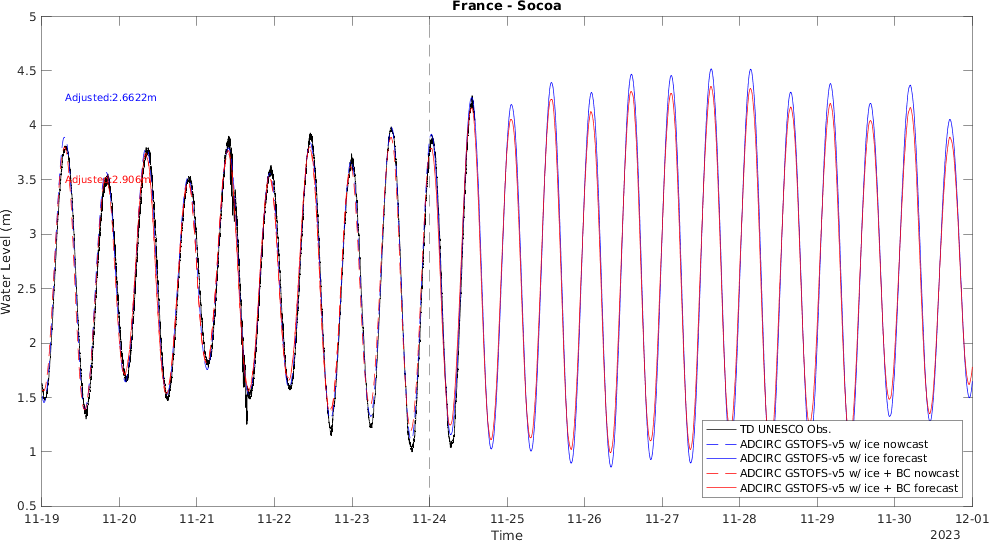 France - Socoa
5
4.5
4
3.5
3
2.5
2
1.5
1
0.5
Water Level (m)
Adjusted:2.6622m
Adjusted:2.906m
TD UNESCO Obs.
ADCIRC GSTOFS-v5 w/ ice nowcast
ADCIRC GSTOFS-v5 w/ ice forecast
ADCIRC GSTOFS-v5 w/ ice + BC nowcast
ADCIRC GSTOFS-v5 w/ ice + BC forecast
11-19 11-20 11-21 11-22 11-23 11-24 11-25 11-26 11-27 11-28 11-29 11-30 12-01
Time
2023